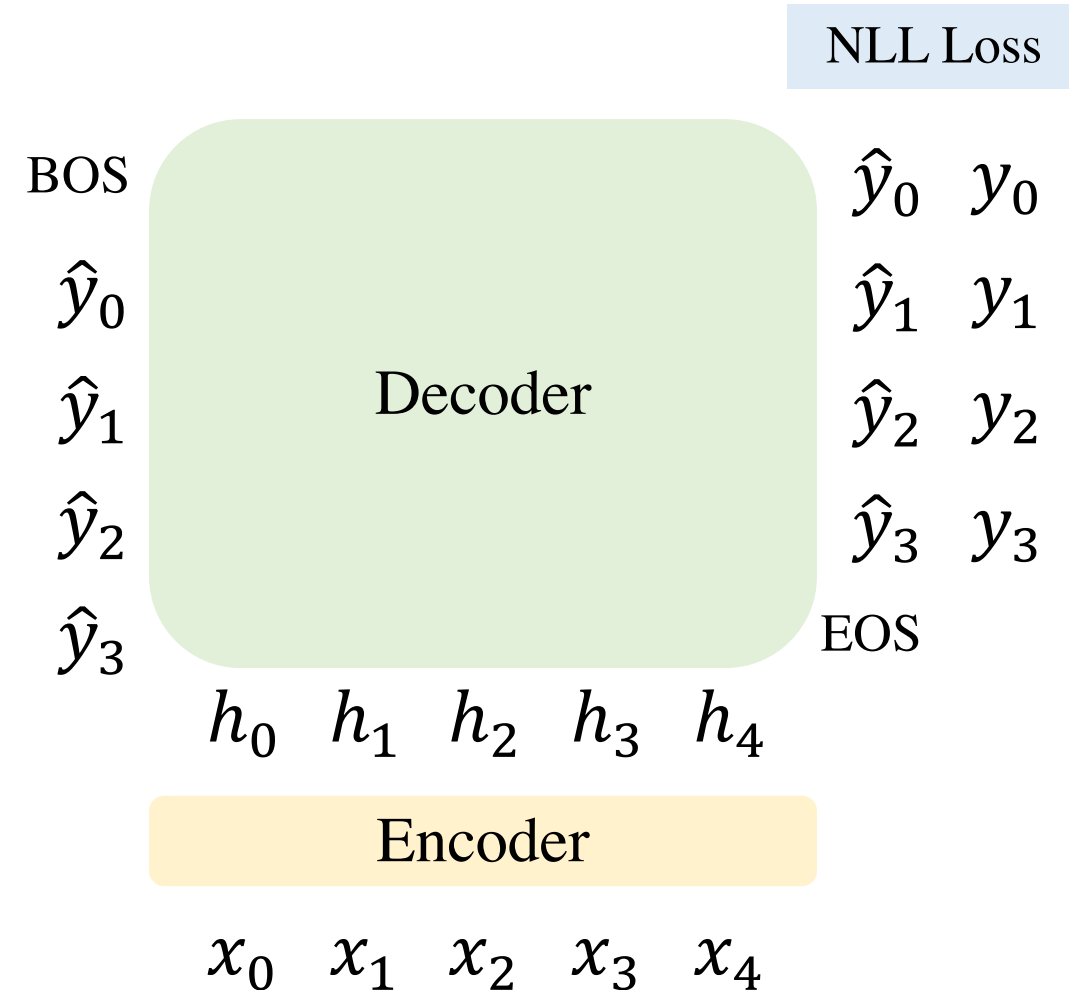 NLL Loss
BOS ŷ₀ y₀
ŷ₀ ŷ₁ y₁
ŷ₁ Decoder ŷ₂ y₂
ŷ₂ ŷ₃ y₃
ŷ₃ EOS
h₀ h₁ h₂ h₃ h₄
Encoder
x₀ x₁ x₂ x₃ x₄